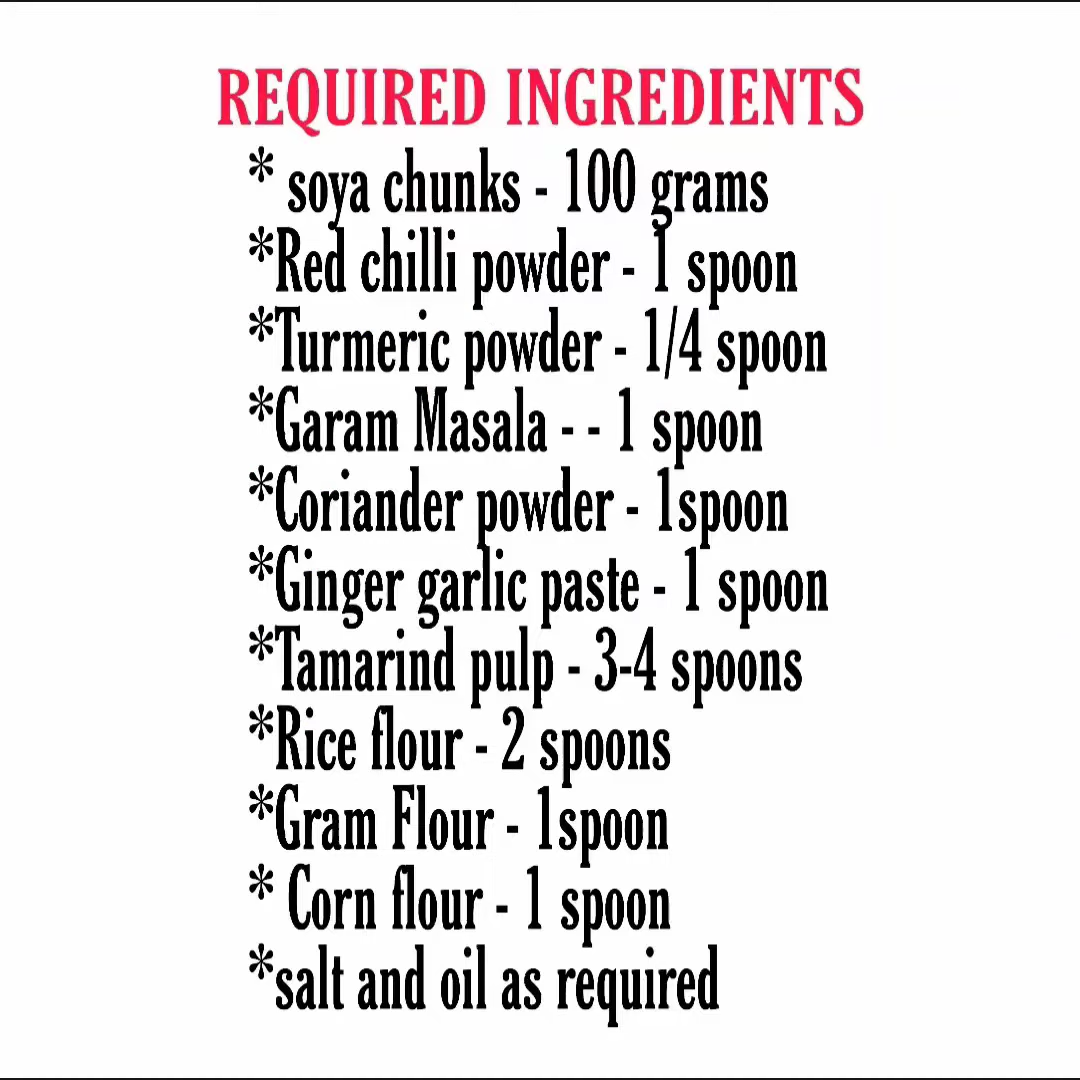 REQUIRED INGREDIENTS
* soya chunks - 100 grams
*Red chilli powder - 1 spoon
*Turmeric powder - 1/4 spoon
*Garam Masala - - 1 spoon
*Coriander powder - 1spoon
*Ginger garlic paste - 1 spoon
*Tamarind pulp - 3-4 spoons
*Rice flour - 2 spoons
*Gram Flour - 1spoon
* Corn flour - 1 spoon
*salt and oil as required